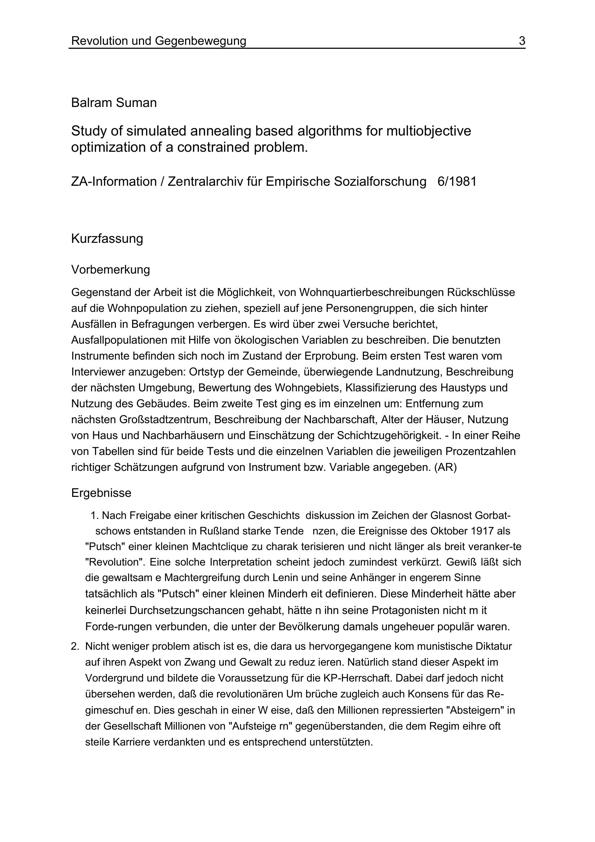 Revolution und Gegenbewegung 3
Balram Suman
Study of simulated annealing based algorithms for multiobjective
optimization of a constrained problem.
ZA-Information / Zentralarchiv für Empirische Sozialforschung 6/1981
Kurzfassung
Vorbemerkung
Gegenstand der Arbeit ist die Möglichkeit, von Wohnquartierbeschreibungen Rückschlüsse
auf die Wohnpopulation zu ziehen, speziell auf jene Personengruppen, die sich hinter
Ausfällen in Befragungen verbergen. Es wird über zwei Versuche berichtet,
Ausfallpopulationen mit Hilfe von ökologischen Variablen zu beschreiben. Die benutzten
Instrumente befinden sich noch im Zustand der Erprobung. Beim ersten Test waren vom
Interviewer anzugeben: Ortstyp der Gemeinde, überwiegende Landnutzung, Beschreibung
der nächsten Umgebung, Bewertung des Wohngebiets, Klassifizierung des Haustyps und
Nutzung des Gebäudes. Beim zweite Test ging es im einzelnen um: Entfernung zum
nächsten Großstadtzentrum, Beschreibung der Nachbarschaft, Alter der Häuser, Nutzung
von Haus und Nachbarhäusern und Einschätzung der Schichtzugehörigkeit. - In einer Reihe
von Tabellen sind für beide Tests und die einzelnen Variablen die jeweiligen Prozentzahlen
richtiger Schätzungen aufgrund von Instrument bzw. Variable angegeben. (AR)
Ergebnisse
1. Nach Freigabe einer kritischen Geschichts diskussion im Zeichen der Glasnost Gorbat-
schows entstanden in Rußland starke Tende nzen, die Ereignisse des Oktober 1917 als
"Putsch" einer kleinen Machtclique zu charak terisieren und nicht länger als breit veranker-te
"Revolution". Eine solche Interpretation scheint jedoch zumindest verkürzt. Gewiß läßt sich
die gewaltsam e Machtergreifung durch Lenin und seine Anhänger in engerem Sinne
tatsächlich als "Putsch" einer kleinen Minderh eit definieren. Diese Minderheit hätte aber
keinerlei Durchsetzungschancen gehabt, hätte n ihn seine Protagonisten nicht m it
Forde-rungen verbunden, die unter der Bevölkerung damals ungeheuer populär waren.
2. Nicht weniger problem atisch ist es, die dara us hervorgegangene kom munistische Diktatur
auf ihren Aspekt von Zwang und Gewalt zu reduz ieren. Natürlich stand dieser Aspekt im
Vordergrund und bildete die Voraussetzung für die KP-Herrschaft. Dabei darf jedoch nicht
übersehen werden, daß die revolutionären Um brüche zugleich auch Konsens für das Re-
gimeschuf en. Dies geschah in einer W eise, daß den Millionen repressierten "Absteigern" in
der Gesellschaft Millionen von "Aufsteige rn" gegenüberstanden, die dem Regim eihre oft
steile Karriere verdankten und es entsprechend unterstützten.